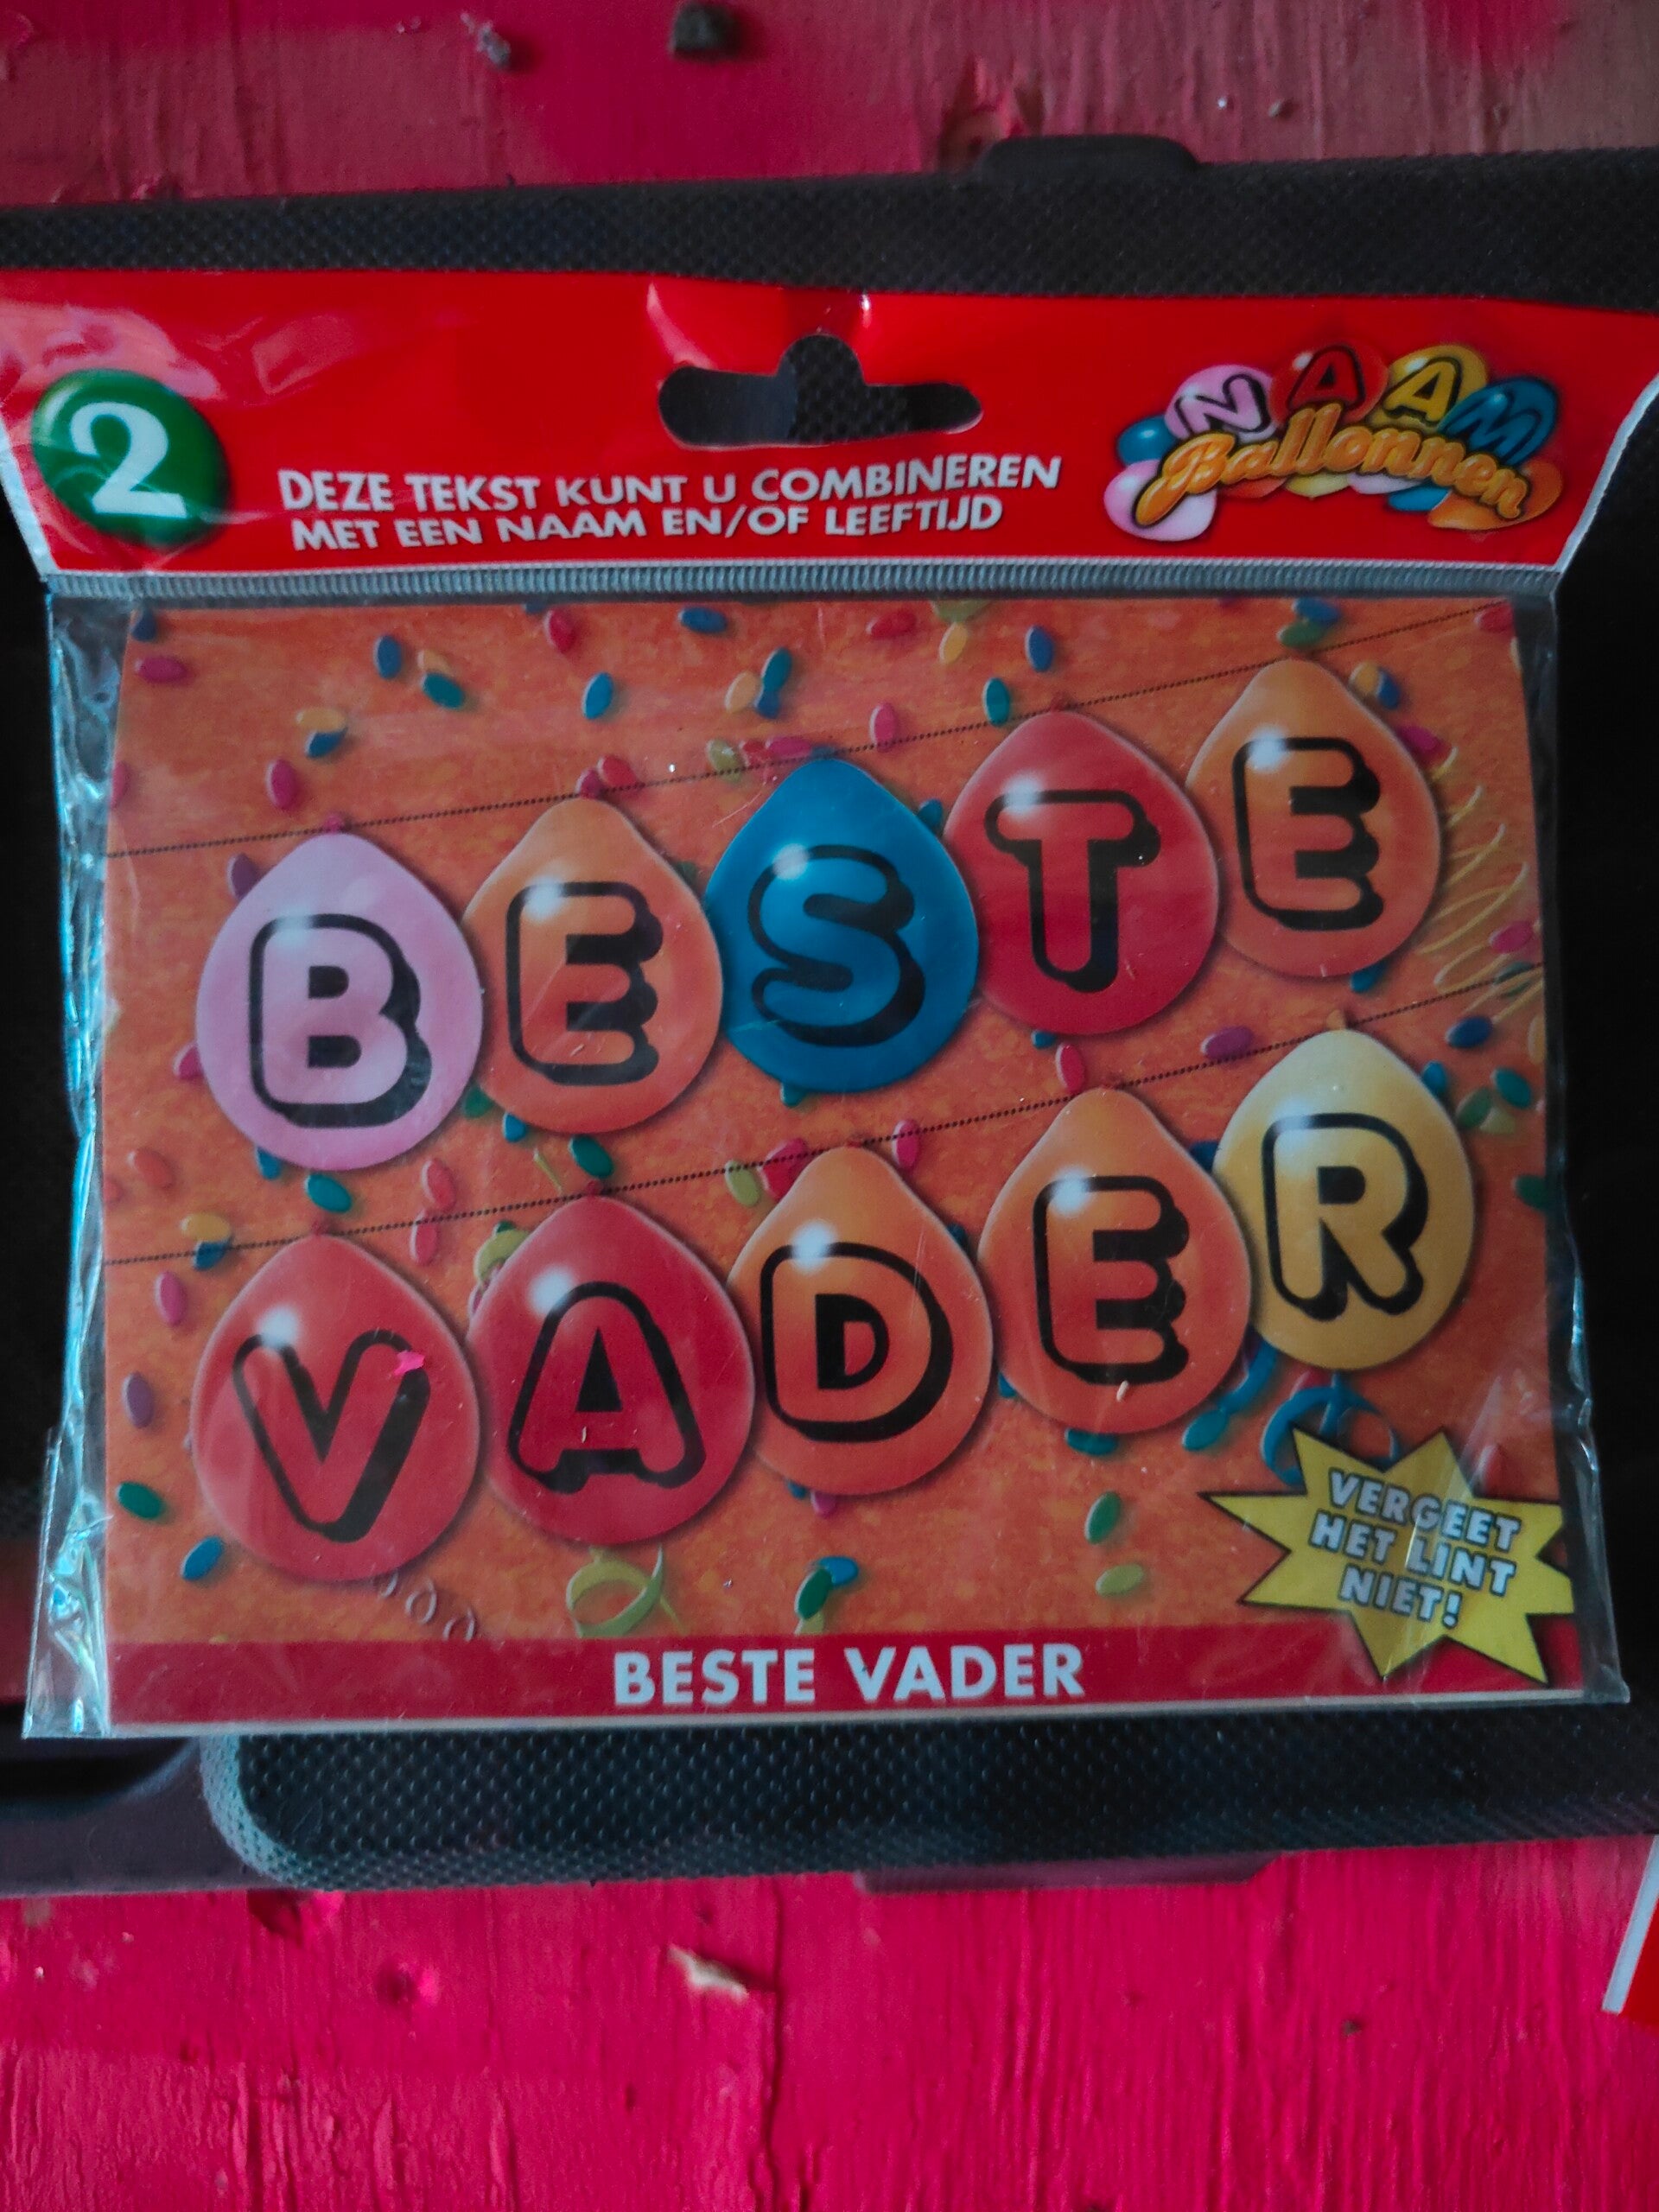 2
DEZE TEKST KUNT U COMBINEREN
MET EEN NAAM EN/OF LEEFTIJD
NAAM
Ballonnen
BESTE
VADER
VERGEET
HET LINT
NIET!
BESTE VADER